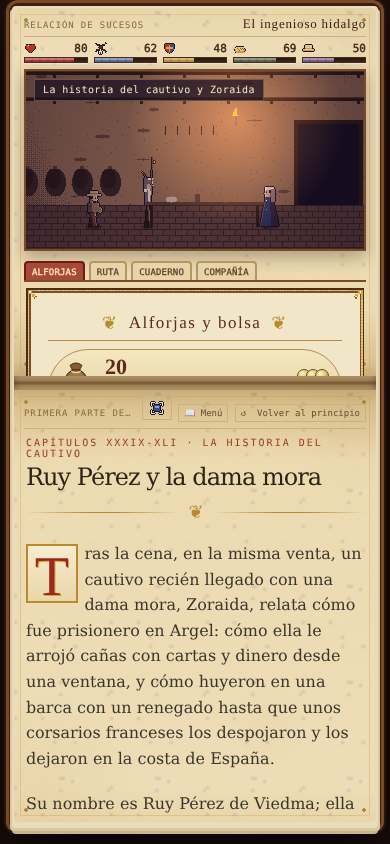 RELACIÓN DE SUCESOS
El ingenioso hidalgo
80 62 48 69 50
La historia del cautivo y Zoraida
ALFORJAS RUTA CUADERNO COMPAÑÍA
❦ Alforjas y bolsa ❦
20
PRIMERA PARTE DE… Menú ↺ Volver al principio
CAPÍTULOS XXXIX-XLI · LA HISTORIA DEL
CAUTIVO
Ruy Pérez y la dama mora
Tras la cena, en la misma venta, un
cautivo recién llegado con una
dama mora, Zoraida, relata cómo
fue prisionero en Argel: cómo ella le
arrojó cañas con cartas y dinero desde
una ventana, y cómo huyeron en una
barca con un renegado hasta que unos
corsarios franceses los despojaron y los
dejaron en la costa de España.
Su nombre es Ruy Pérez de Viedma; ella